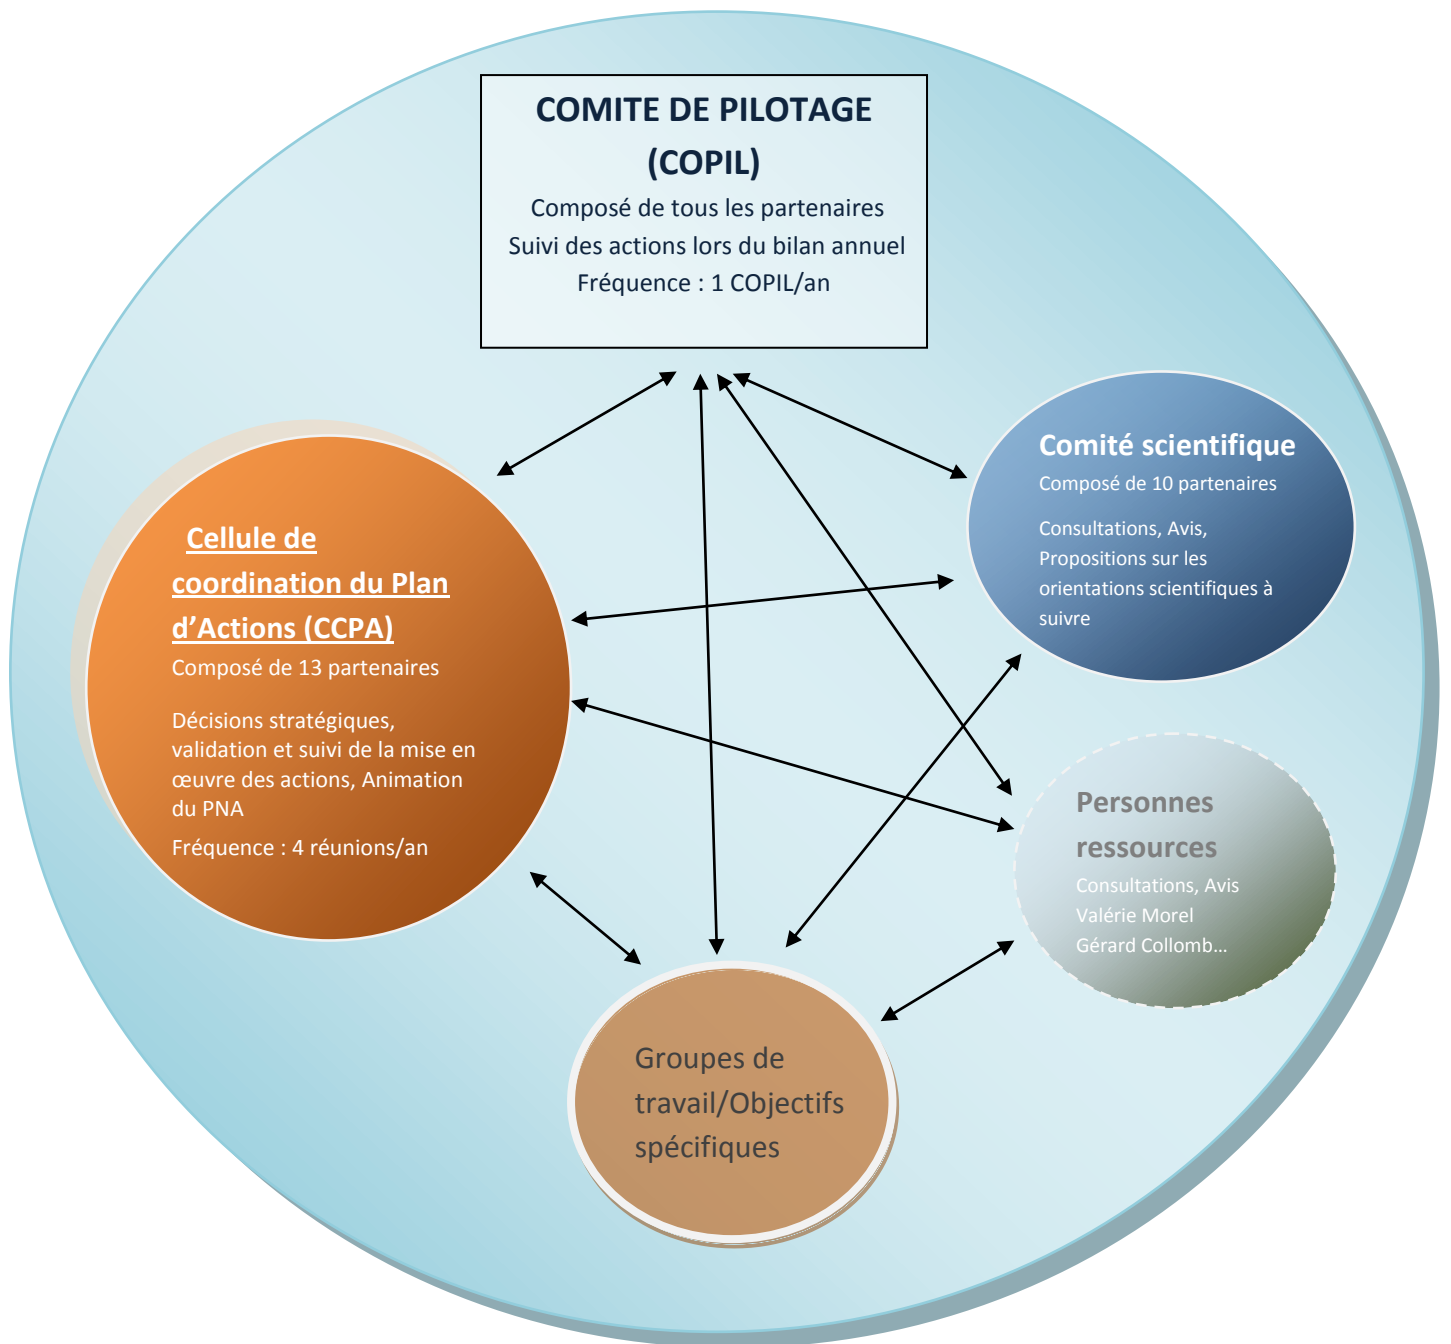 COMITE DE PILOTAGE
(COPIL)
Composé de tous les partenaires
Suivi des actions lors du bilan annuel
Fréquence : 1 COPIL/an
Comité scientifique
Composé de 10 partenaires
Consultations, Avis,
Propositions sur les
orientations scientifiques à
suivre
Cellule de
coordination du Plan
d’Actions (CCPA)
Composé de 13 partenaires
Décisions stratégiques,
validation et suivi de la mise en
œuvre des actions, Animation
du PNA
Fréquence : 4 réunions/an
Personnes
ressources
Consultations, Avis
Valérie Morel
Gérard Collomb…
Groupes de
travail/Objectifs
spécifiques